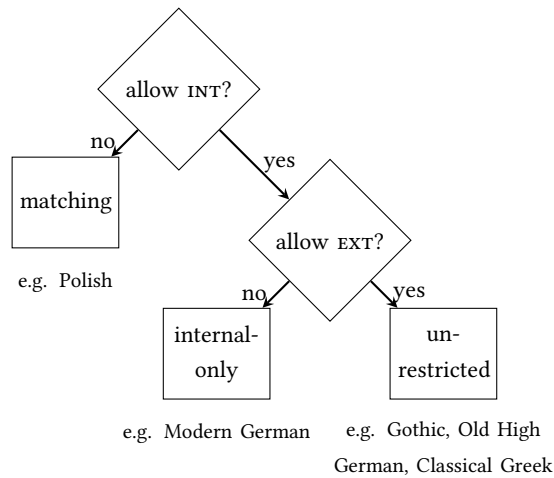 allow INT?
no
yes
matching
allow EXT?
e.g. Polish
no
yes
internal-
only
un-
restricted
e.g. Modern German
e.g. Gothic, Old High
German, Classical Greek